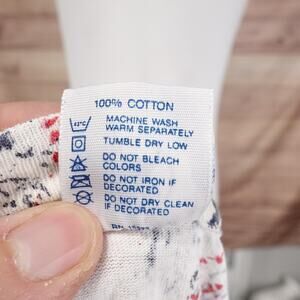 100% COTTON
MACHINE WASH
WARM SEPARATELY
TUMBLE DRY LOW
DO NOT BLEACH
COLORS
DO NOT IRON IF
DECORATED
DO NOT DRY CLEAN
IF DECORATED